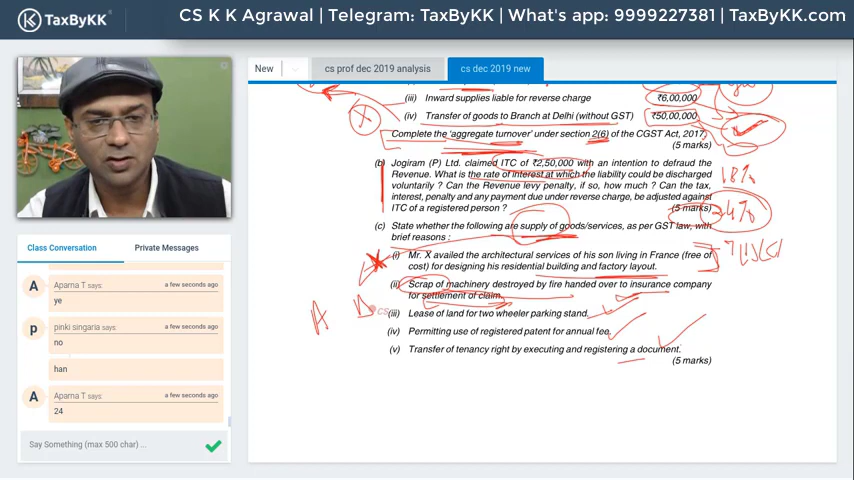 CS K K Agrawal | Telegram: TaxByKK | What's app: 9999227381 | TaxByKK.com
TaxByKK
New
cs prof dec 2019 analysis
cs dec 2019 new
(iii) Inward supplies liable for reverse charge ₹6,00,000
(iv) Transfer of goods to Branch at Delhi (without GST) ₹50,00,000
Complete the 'aggregate turnover' under section 2(6) of the CGST Act, 2017.
(5 marks)
(b) Jogiram (P) Ltd. claimed ITC of ₹2,50,000 with an intention to defraud the
Revenue. What is the rate of interest at which the liability could be discharged
voluntarily ? Can the Revenue levy penalty, if so, how much ? Can the tax,
interest, penalty and any payment due under reverse charge, be adjusted against
ITC of a registered person ?
(5 marks)
18%
24%
(c) State whether the following are supply of goods/services, as per GST law, with
brief reasons :
(i) Mr. X availed the architectural services of his son living in France (free of
cost) for designing his residential building and factory layout.
(ii) Scrap of machinery destroyed by fire handed over to insurance company
for settlement of claim.
(iii) Lease of land for two wheeler parking stand.
(iv) Permitting use of registered patent for annual fee.
(v) Transfer of tenancy right by executing and registering a document.
(5 marks)
A
cs
Class Conversation
Private Messages
A
Aparna T says:
a few seconds ago
ye
p
pinki singaria says:
a few seconds ago
no
han
A
Aparna T says:
a few seconds ago
24
Say Something (max 500 char) ...